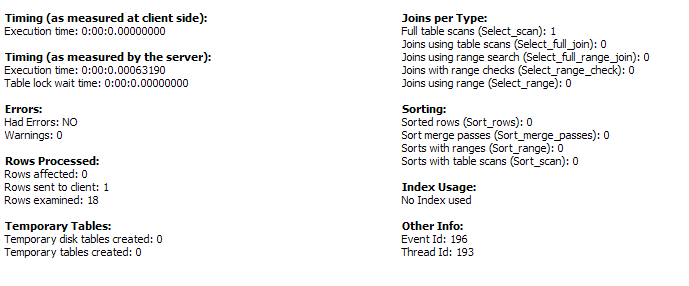 Timing (as measured at client side):
Execution time: 0:00:0.00000000
Timing (as measured by the server):
Execution time: 0:00:0.00063190
Table lock wait time: 0:00:0.00000000
Errors:
Had Errors: NO
Warnings: 0
Rows Processed:
Rows affected: 0
Rows sent to client: 1
Rows examined: 18
Temporary Tables:
Temporary disk tables created: 0
Temporary tables created: 0
Joins per Type:
Full table scans (Select_scan): 1
Joins using table scans (Select_full_join): 0
Joins using range search (Select_full_range_join): 0
Joins with range checks (Select_range_check): 0
Joins using range (Select_range): 0
Sorting:
Sorted rows (Sort_rows): 0
Sort merge passes (Sort_merge_passes): 0
Sorts with ranges (Sort_range): 0
Sorts with table scans (Sort_scan): 0
Index Usage:
No Index used
Other Info:
Event Id: 196
Thread Id: 193